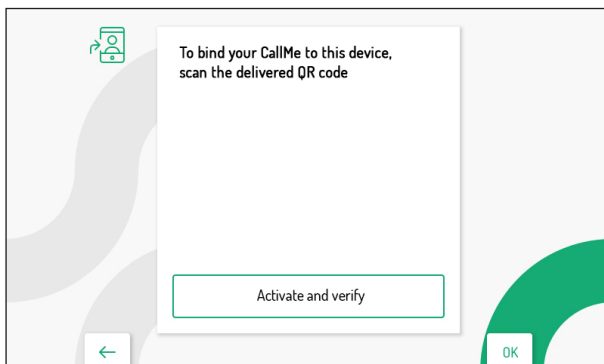 To bind your CallMe to this device,
scan the delivered QR code
Activate and verify
OK